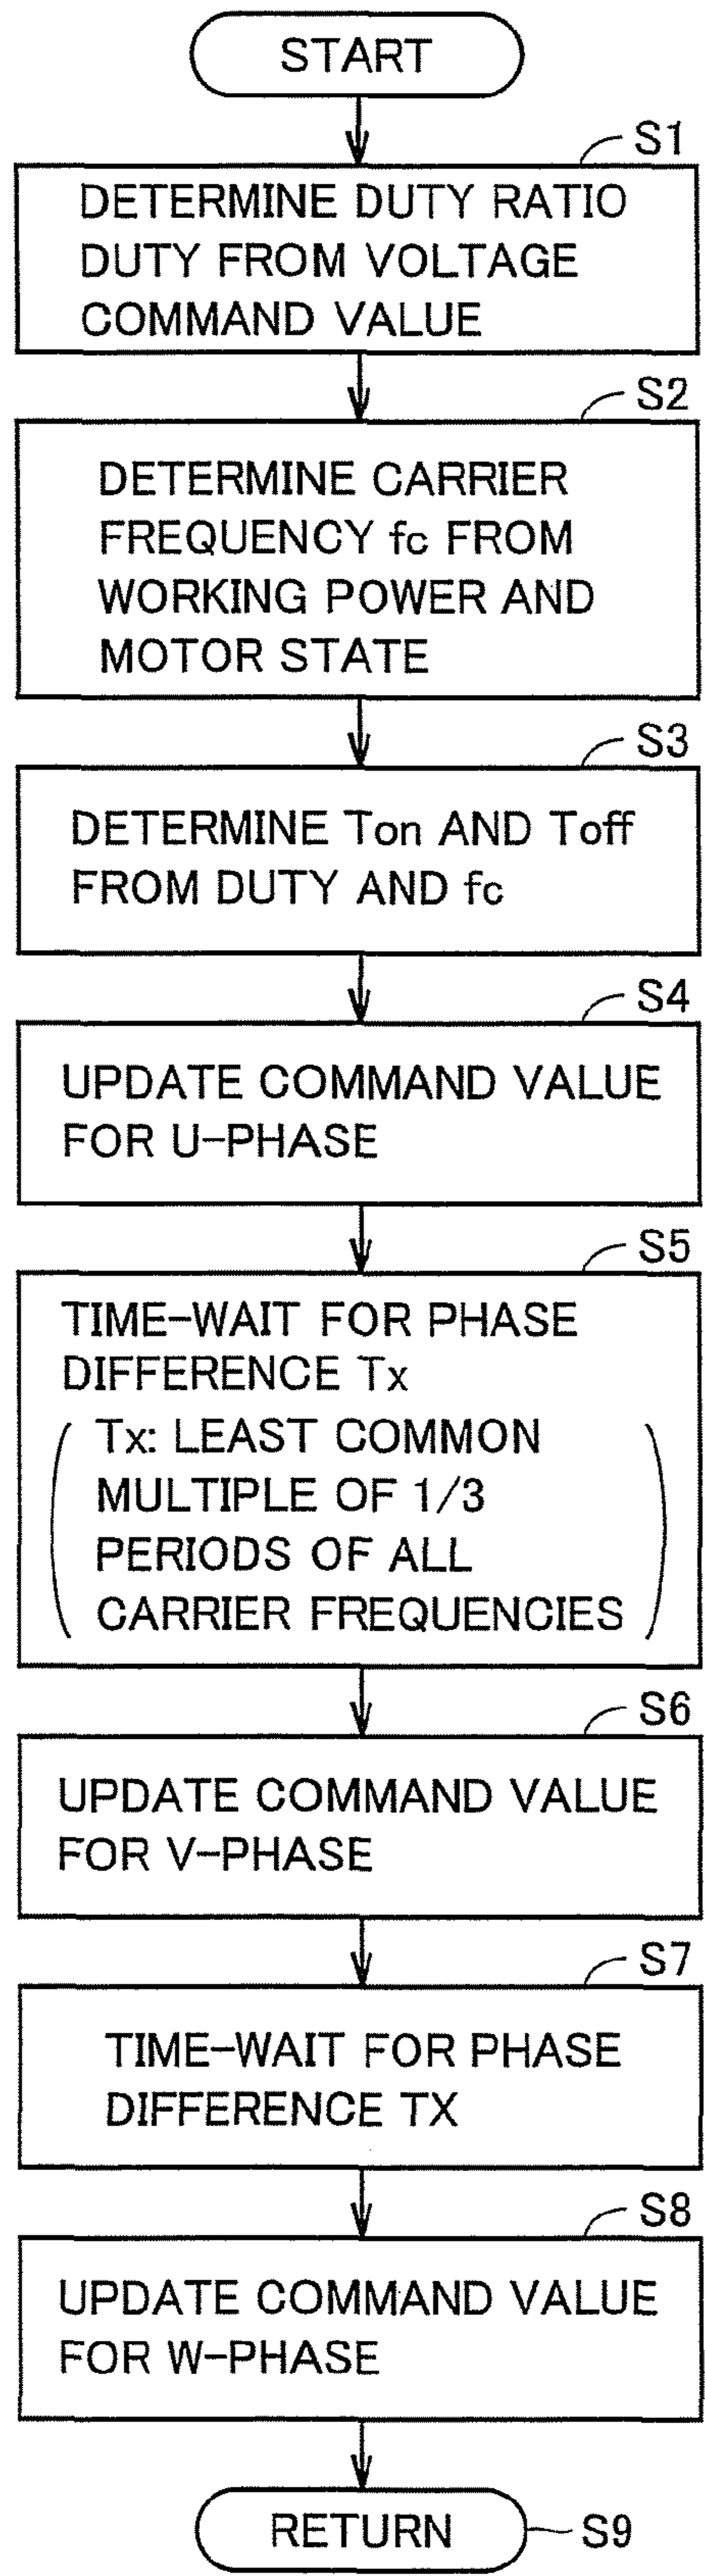 START
S1
DETERMINE DUTY RATIO
DUTY FROM VOLTAGE
COMMAND VALUE
S2
DETERMINE CARRIER
FREQUENCY fc FROM
WORKING POWER AND
MOTOR STATE
S3
DETERMINE Ton AND Toff
FROM DUTY AND fc
S4
UPDATE COMMAND VALUE
FOR U-PHASE
S5
TIME-WAIT FOR PHASE
DIFFERENCE Tx
( Tx: LEAST COMMON
MULTIPLE OF 1/3
PERIODS OF ALL
CARRIER FREQUENCIES )
S6
UPDATE COMMAND VALUE
FOR V-PHASE
S7
TIME-WAIT FOR PHASE
DIFFERENCE TX
S8
UPDATE COMMAND VALUE
FOR W-PHASE
RETURN S9